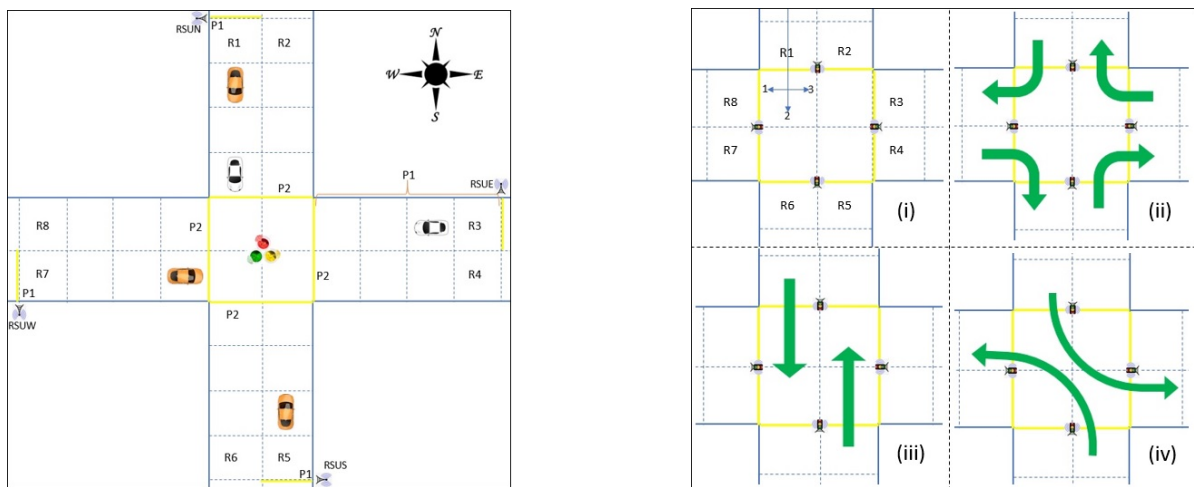 RSUN
P1
R1
R2
N
W
E
S
P2
P1
RSUE
R8
P2
R3
R7
P2
R4
P1
RSUW
P2
R6
R5
P1
RSUS
R1
R2
R8
1
3
R3
2
R7
R4
R6
R5
(i)
(ii)
(iii)
(iv)